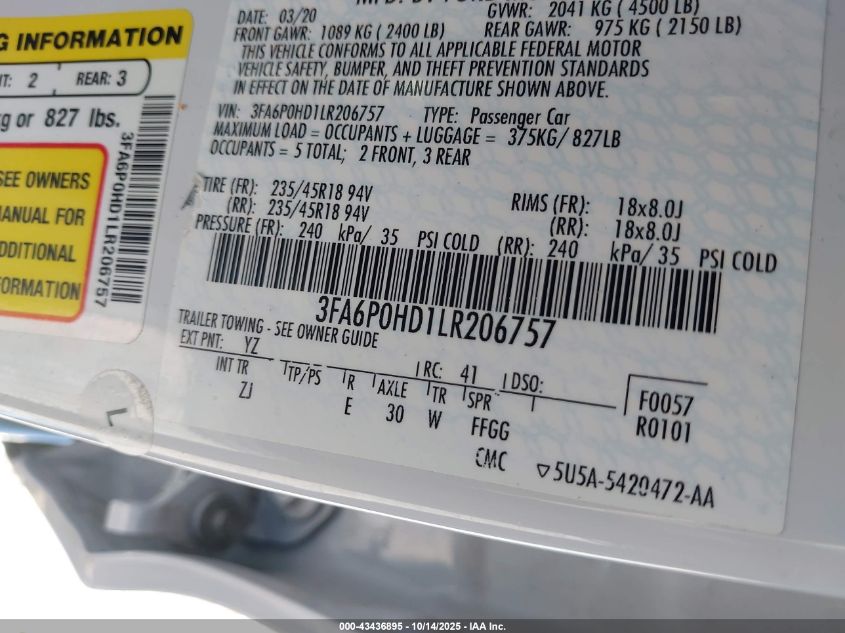 G INFORMATION
NT: 2 REAR: 3
kg or 827 lbs.
SEE OWNERS
MANUAL FOR
ADDITIONAL
INFORMATION
3FA6P0HD1LR206757
DATE: 03/20 GVWR: 2041 KG ( 4500 LB)
FRONT GAWR: 1089 KG ( 2400 LB) REAR GAWR: 975 KG ( 2150 LB)
THIS VEHICLE CONFORMS TO ALL APPLICABLE FEDERAL MOTOR
VEHICLE SAFETY, BUMPER, AND THEFT PREVENTION STANDARDS
IN EFFECT ON THE DATE OF MANUFACTURE SHOWN ABOVE.
VIN: 3FA6P0HD1LR206757 TYPE: Passenger Car
MAXIMUM LOAD = OCCUPANTS + LUGGAGE = 375KG/ 827LB
OCCUPANTS = 5 TOTAL; 2 FRONT, 3 REAR
TIRE (FR): 235/45R18 94V RIMS (FR): 18x8.0J
(RR): 235/45R18 94V (RR): 18x8.0J
PRESSURE (FR): 240 kPa/ 35 PSI COLD (RR): 240 kPa/ 35 PSI COLD
3FA6P0HD1LR206757
TRAILER TOWING - SEE OWNER GUIDE
EXT PNT: YZ RC: 41 DSO:
INT TR TP/PS R AXLE TR SPR F0057
ZJ E 30 W FFGG R0101
CMC 5U5A-5420472-AA
L
000-43436895 - 10/14/2025 - IAA Inc.